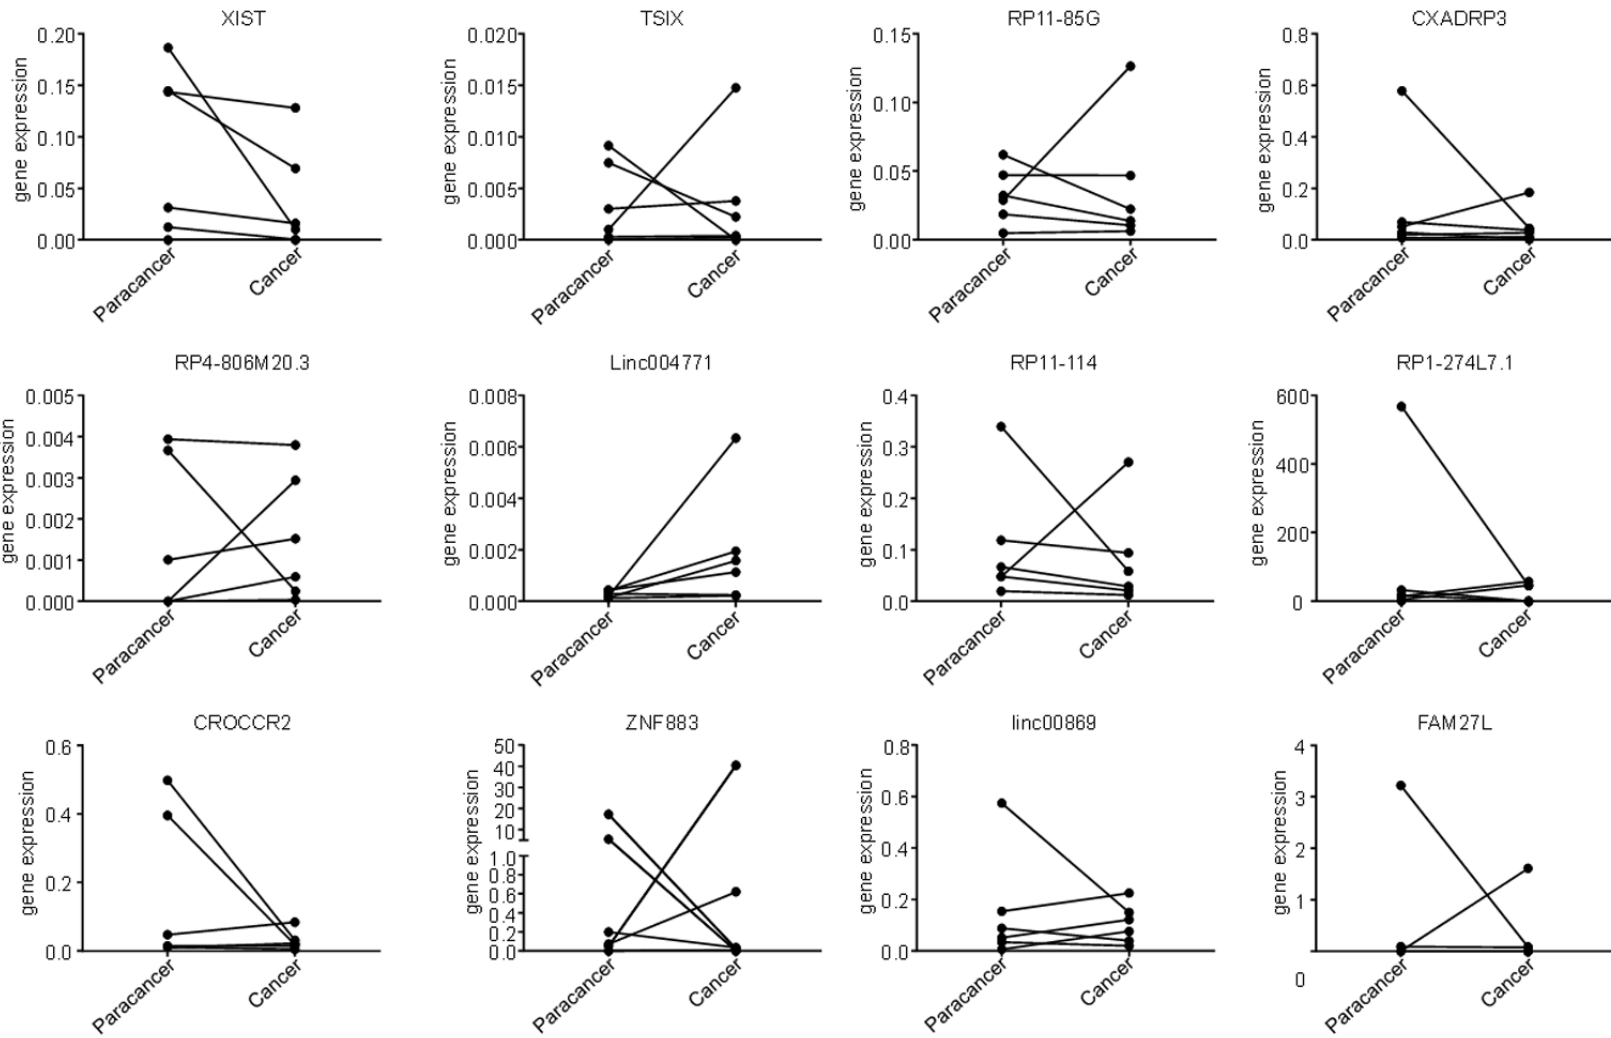 XIST
0.20
0.15
0.10
0.05
0.00
gene expression
Paracancer
Cancer
TSIX
0.020
0.015
0.010
0.005
0.000
gene expression
Paracancer
Cancer
RP11-85G
0.15
0.10
0.05
0.00
gene expression
Paracancer
Cancer
CXADRP3
0.8
0.6
0.4
0.2
0.0
gene expression
Paracancer
Cancer
RP4-806M20.3
0.005
0.004
0.003
0.002
0.001
0.000
gene expression
Paracancer
Cancer
Linc004771
0.008
0.006
0.004
0.002
0.000
gene expression
Paracancer
Cancer
RP11-114
0.4
0.3
0.2
0.1
0.0
gene expression
Paracancer
Cancer
RP1-274L7.1
600
400
200
0
gene expression
Paracancer
Cancer
CROCCR2
0.6
0.4
0.2
0.0
gene expression
Paracancer
Cancer
ZNF883
50
40
30
20
10
1.0
0.8
0.6
0.4
0.2
0.0
gene expression
Paracancer
Cancer
linc00869
0.8
0.6
0.4
0.2
0.0
gene expression
Paracancer
Cancer
FAM27L
4
3
2
1
0
gene expression
Paracancer
Cancer